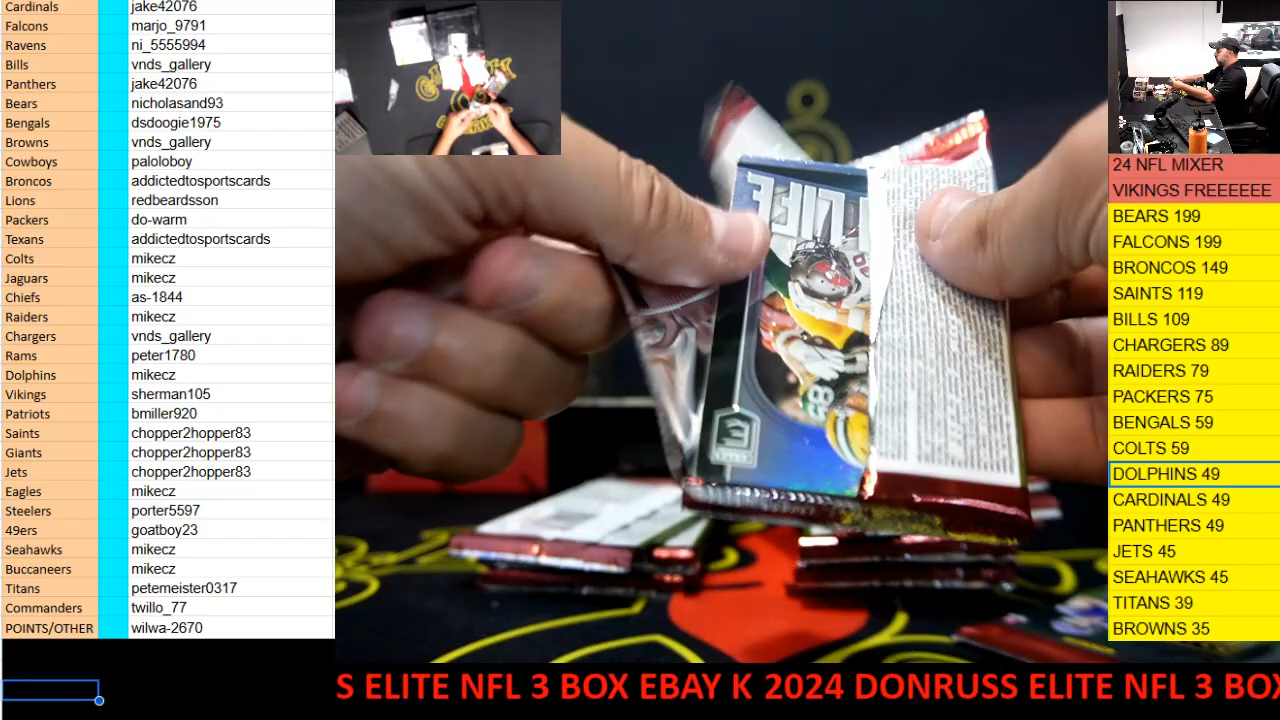 Cardinals jake42076
Falcons marjo_9791
Ravens ni_5555994
Bills vnds_gallery
Panthers jake42076
Bears nicholasand93
Bengals dsdoogie1975
Browns vnds_gallery
Cowboys paloloboy
Broncos addictedtosportscards
Lions redbeardsson
Packers do-warm
Texans addictedtosportscards
Colts mikecz
Jaguars mikecz
Chiefs as-1844
Raiders mikecz
Chargers vnds_gallery
Rams peter1780
Dolphins mikecz
Vikings sherman105
Patriots bmiller920
Saints chopper2hopper83
Giants chopper2hopper83
Jets chopper2hopper83
Eagles mikecz
Steelers porter5597
49ers goatboy23
Seahawks mikecz
Buccaneers mikecz
Titans petemeister0317
Commanders twillo_77
POINTS/OTHER wilwa-2670
24 NFL MIXER
VIKINGS FREEEEEE
BEARS 199
FALCONS 199
BRONCOS 149
SAINTS 119
BILLS 109
CHARGERS 89
RAIDERS 79
PACKERS 75
BENGALS 59
COLTS 59
DOLPHINS 49
CARDINALS 49
PANTHERS 49
JETS 45
SEAHAWKS 45
TITANS 39
BROWNS 35
S ELITE NFL 3 BOX EBAY K 2024 DONRUSS ELITE NFL 3 BOX